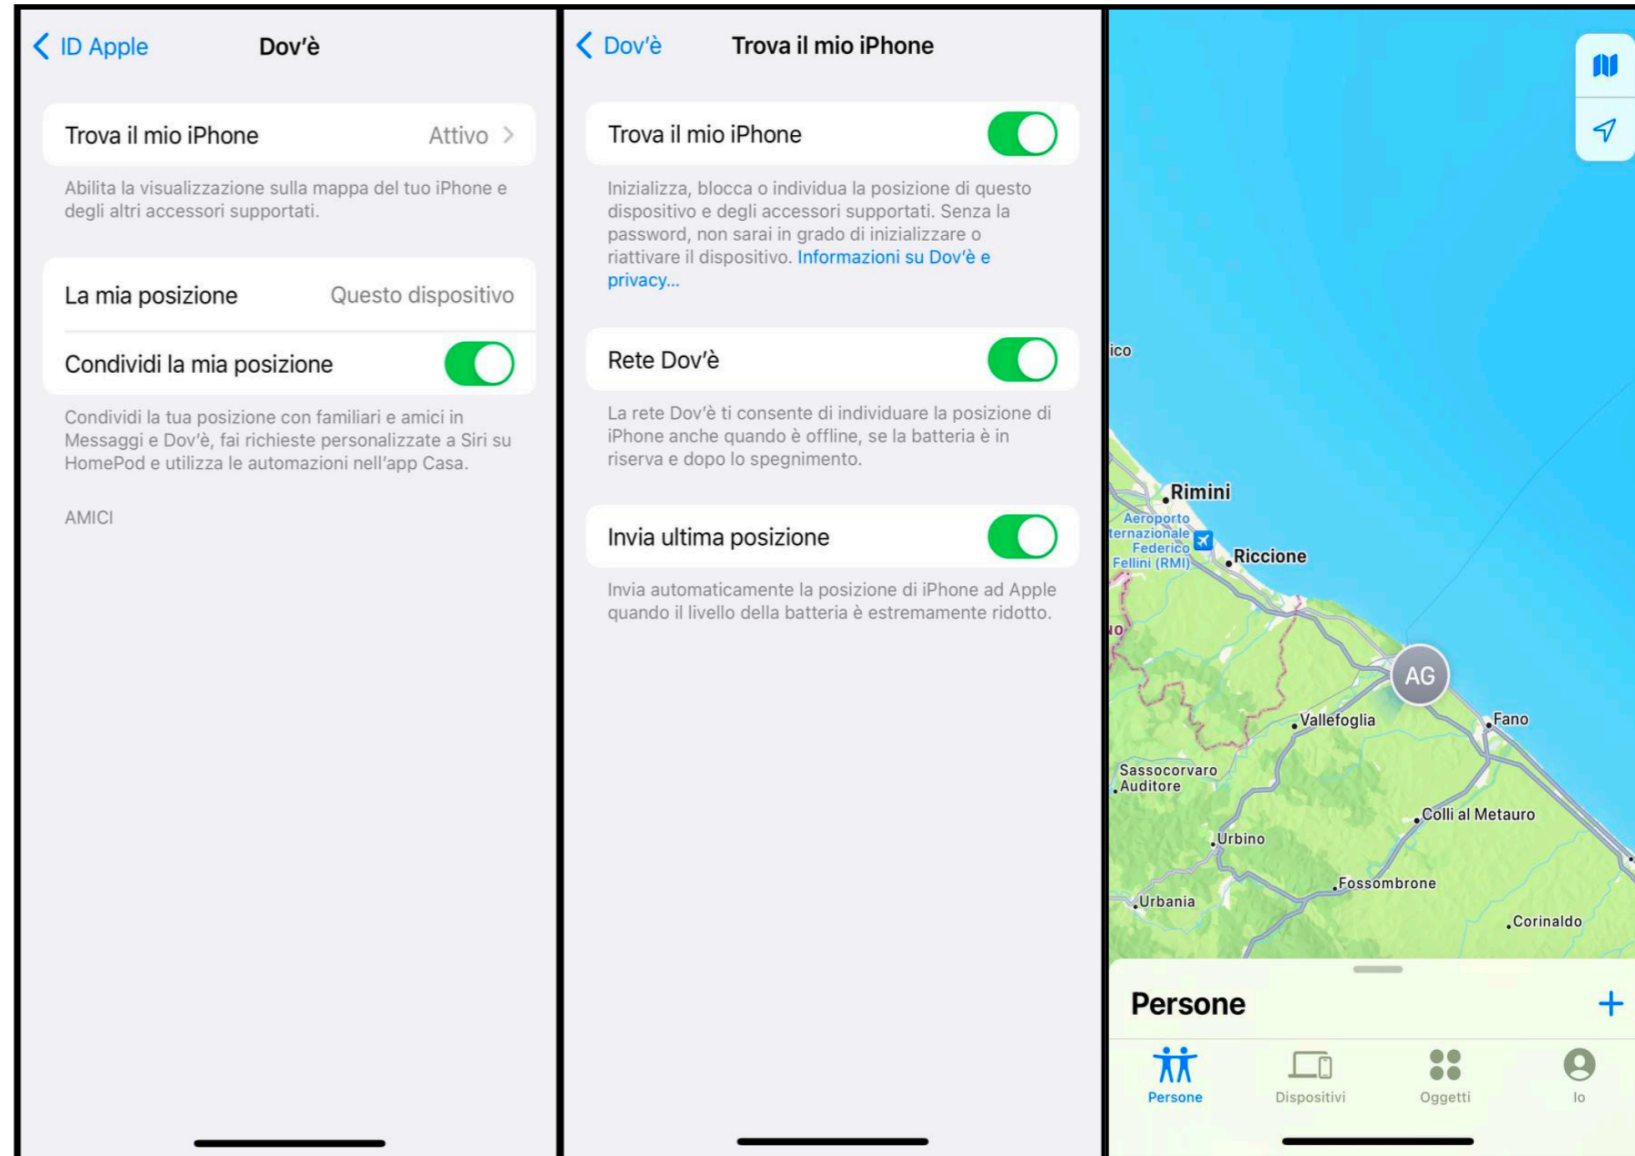 ID Apple
Dov'è
Trova il mio iPhone
Attivo
Abilita la visualizzazione sulla mappa del tuo iPhone e
degli altri accessori supportati.
La mia posizione
Questo dispositivo
Condividi la mia posizione
Condividi la tua posizione con familiari e amici in
Messaggi e Dov'è, fai richieste personalizzate a Siri su
HomePod e utilizza le automazioni nell'app Casa.
AMICI
Dov'è
Trova il mio iPhone
Trova il mio iPhone
Inizializza, blocca o individua la posizione di questo
dispositivo e degli accessori supportati. Senza la
password, non sarai in grado di inizializzare o
riattivare il dispositivo. Informazioni su Dov'è e
privacy...
Rete Dov'è
La rete Dov'è ti consente di individuare la posizione di
iPhone anche quando è offline, se la batteria è in
riserva e dopo lo spegnimento.
Invia ultima posizione
Invia automaticamente la posizione di iPhone ad Apple
quando il livello della batteria è estremamente ridotto.
ico
Rimini
Aeroporto
ternazionale
Federico
Fellini (RMI)
Riccione
AG
Vallefoglia
Fano
Sassocorvaro
Auditore
Colli al Metauro
Urbino
Fossombrone
Urbania
Corinaldo
Persone
Persone
Dispositivi
Oggetti
Io